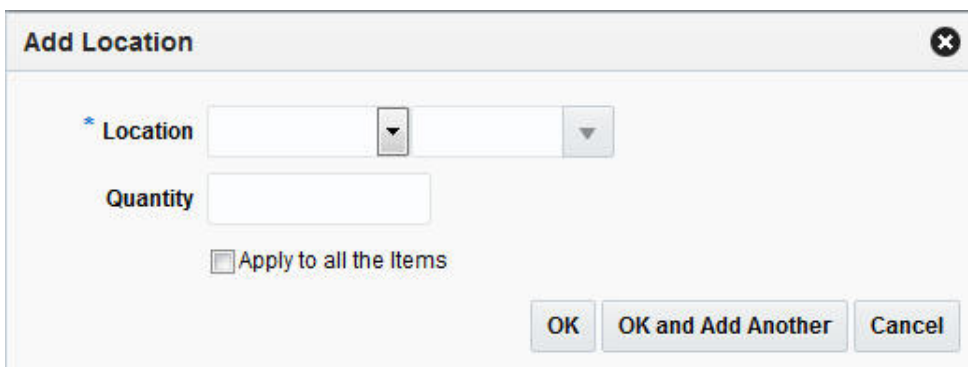 Add Location
* Location
Quantity
Apply to all the Items
OK OK and Add Another Cancel